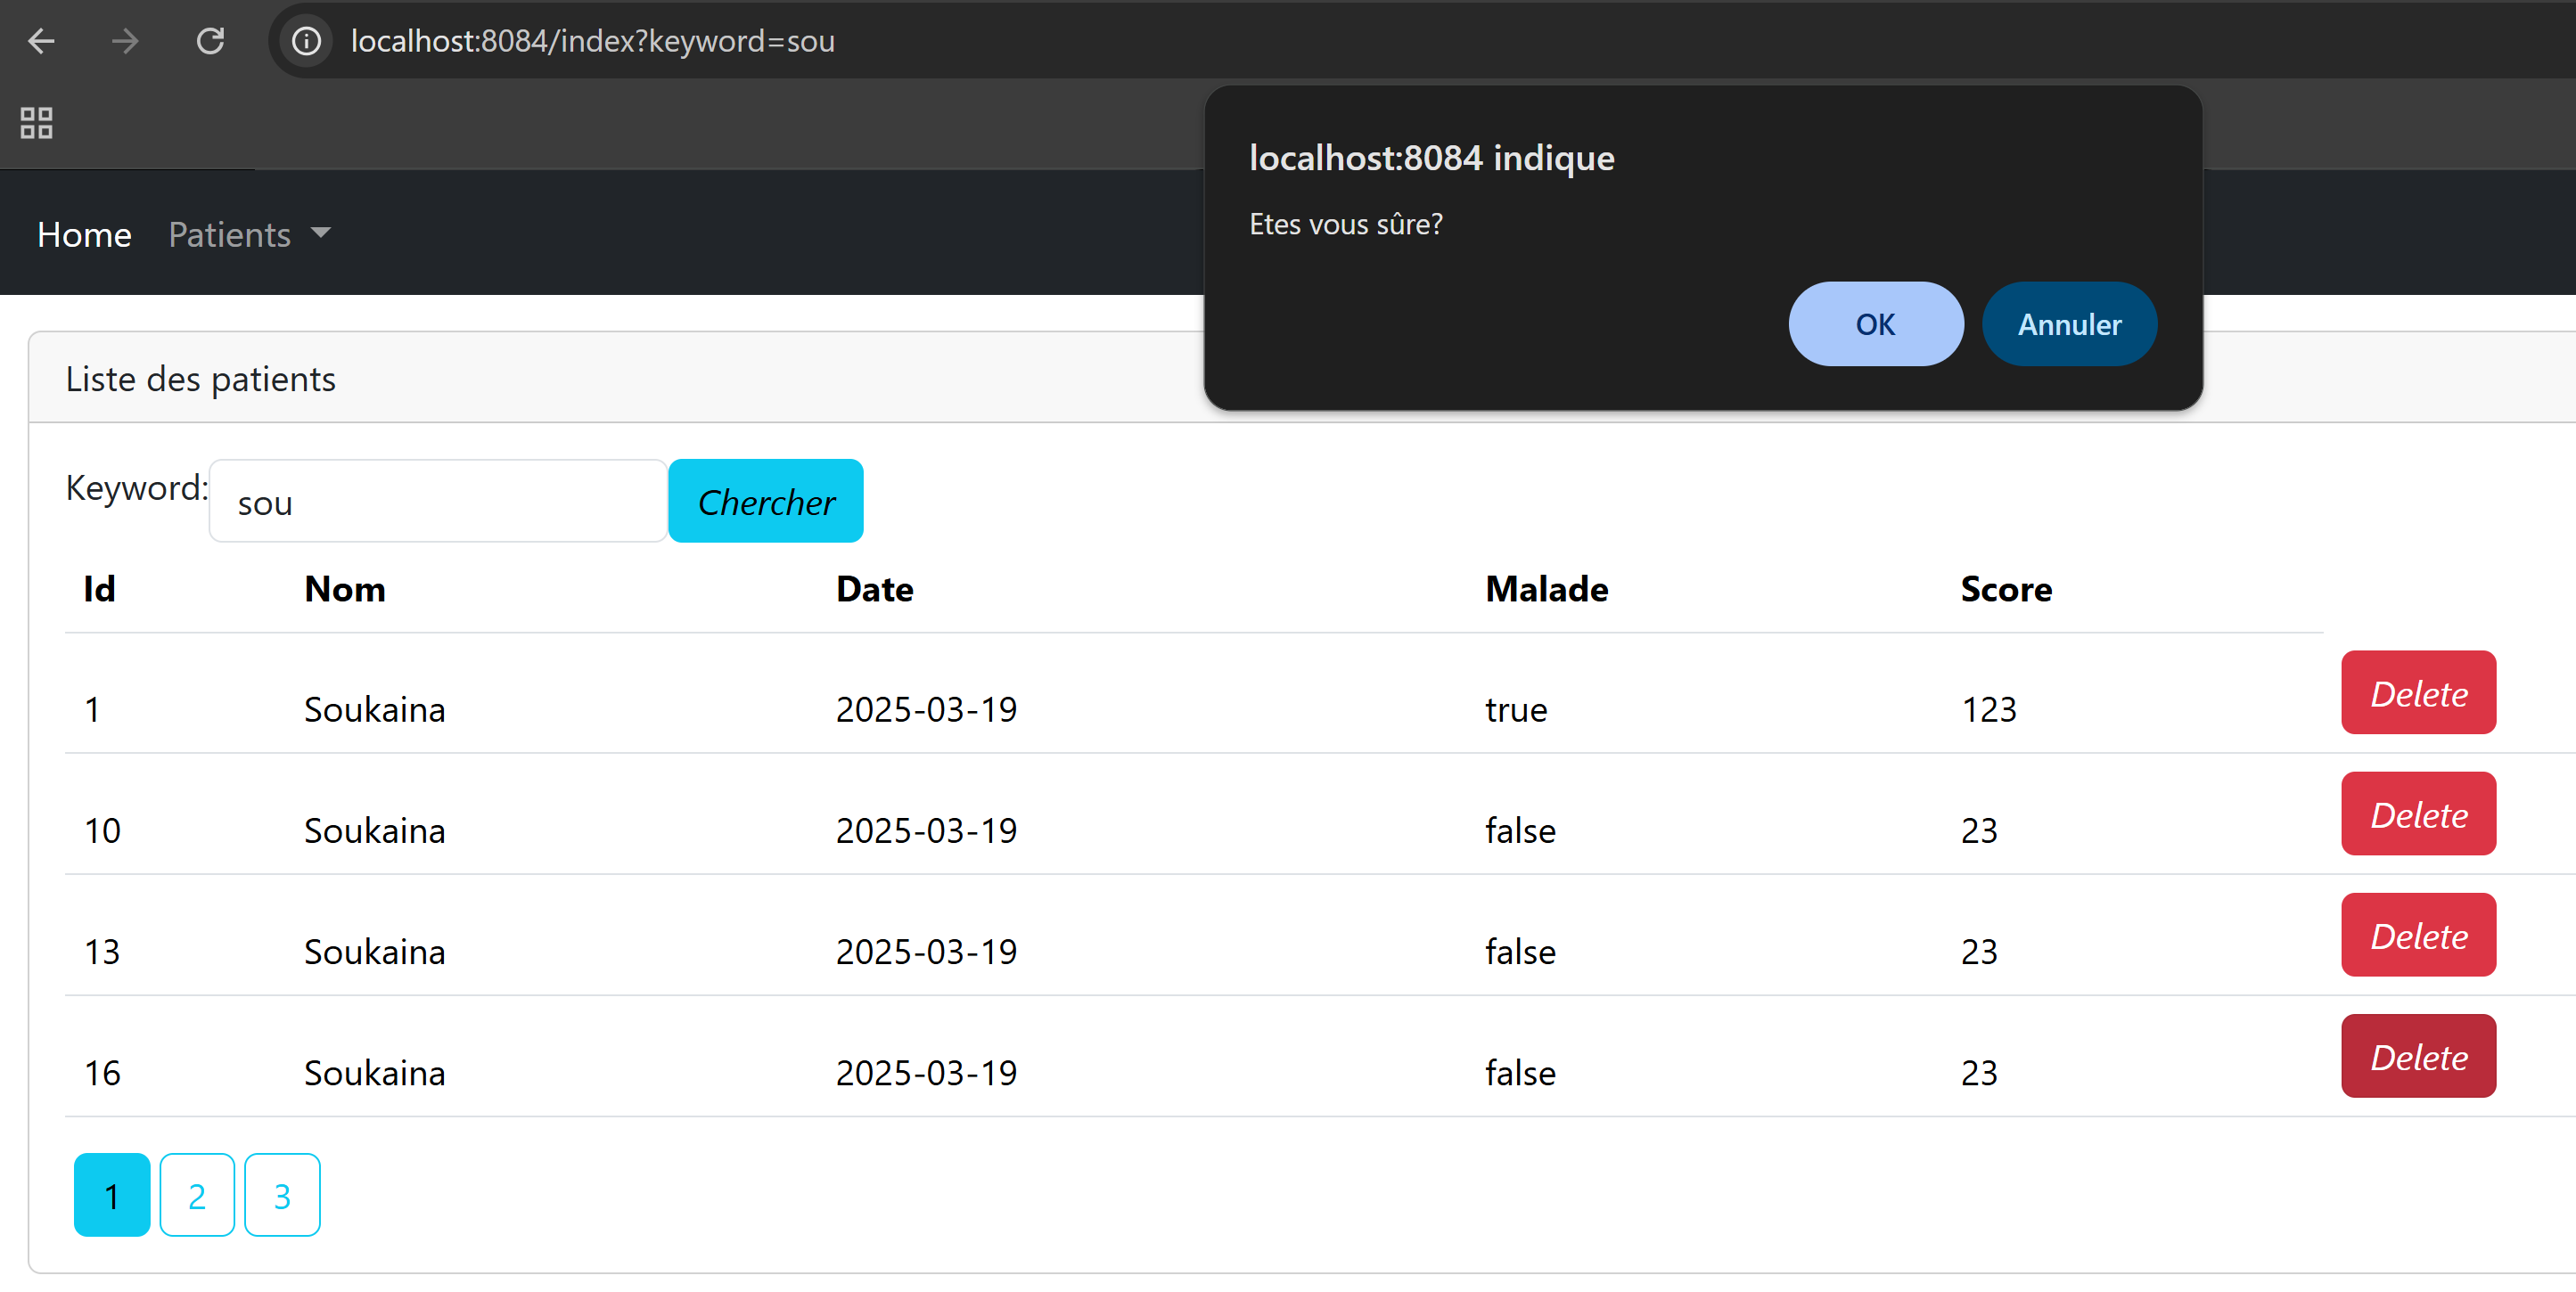 localhost:8084/index?keyword=sou
localhost:8084 indique
Etes vous sûre?
OK Annuler
Home Patients
Liste des patients
Keyword: sou Chercher
Id Nom Date Malade Score
1 Soukaina 2025-03-19 true 123 Delete
10 Soukaina 2025-03-19 false 23 Delete
13 Soukaina 2025-03-19 false 23 Delete
16 Soukaina 2025-03-19 false 23 Delete
1 2 3